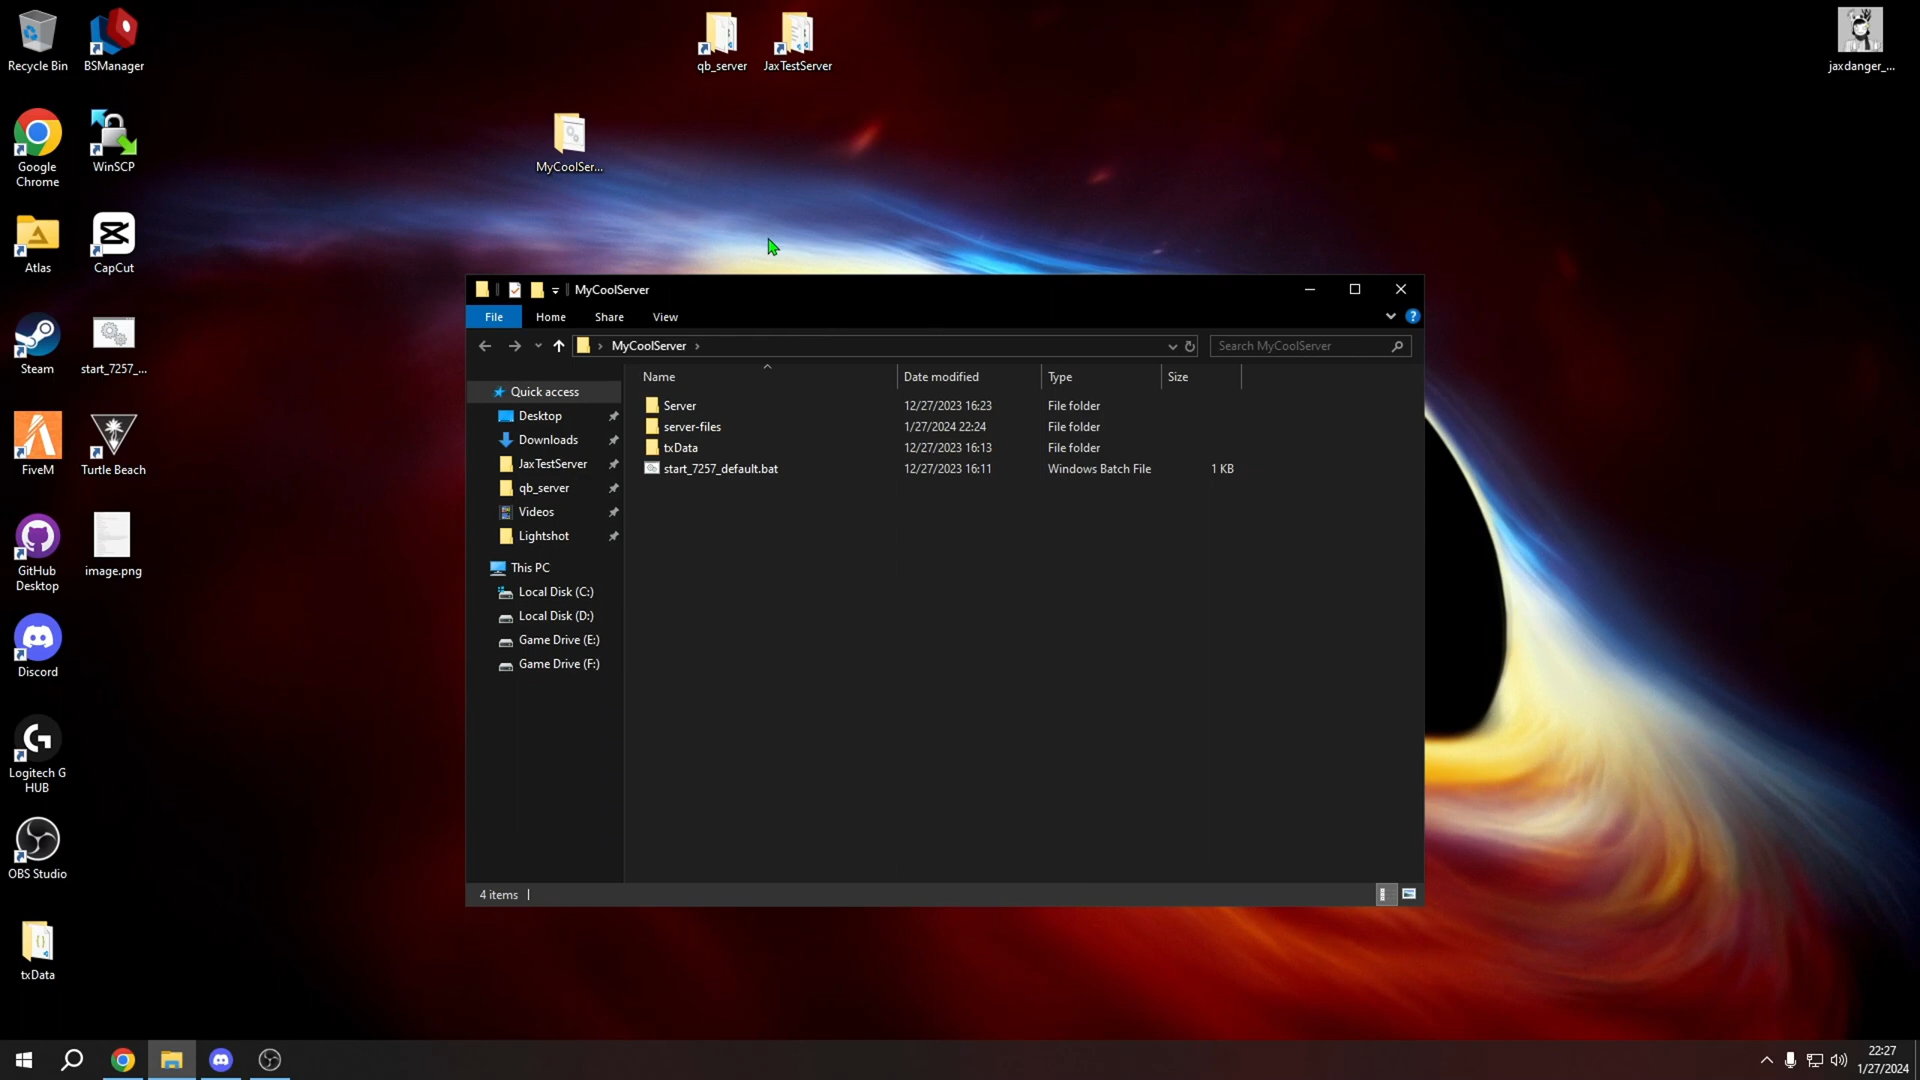 Recycle Bin
BSManager
qb_server
JaxTestServer
jaxdanger_...
Google
Chrome
WinSCP
MyCoolSer...
Atlas
CapCut
Steam
start_7257_...
FiveM
Turtle Beach
GitHub
Desktop
image.png
Discord
Logitech G
HUB
OBS Studio
txData
MyCoolServer
File
Home
Share
View
MyCoolServer
Search MyCoolServer
Name
Date modified
Type
Size
Server
12/27/2023 16:23
File folder
server-files
1/27/2024 22:24
File folder
txData
12/27/2023 16:13
File folder
start_7257_default.bat
12/27/2023 16:11
Windows Batch File
1 KB
Quick access
Desktop
Downloads
JaxTestServer
qb_server
Videos
Lightshot
This PC
Local Disk (C:)
Local Disk (D:)
Game Drive (E:)
Game Drive (F:)
4 items
22:27
1/27/2024